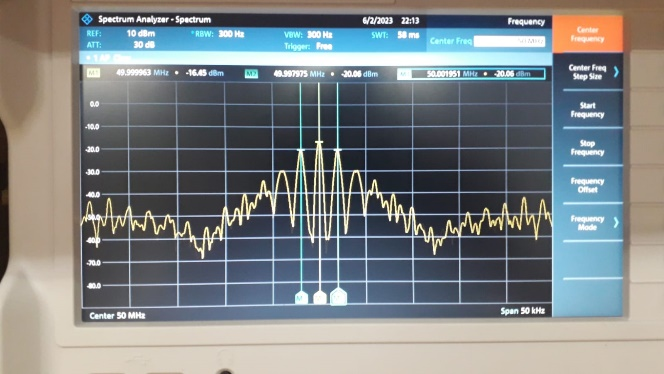 Spectrum Analyzer - Spectrum 6/2/2023 22:13 Frequency
REF: 10 dBm *RBW: 300 Hz VBW: 300 Hz SWT: 58 ms
ATT: 30 dB Trigger: Free Center Freq 50 MHz
49.999963 MHz • -16.45 dBm M2 49.997975 MHz • -20.06 dBm 50.001951 MHz • -20.06 dBm
0.0
-10.0
-20.0
-30.0
-40.0
-50.0
-60.0
-70.0
-80.0
Center 50 MHz Span 50 kHz
Center
Frequency
Center Freq
Step Size
Start
Frequency
Stop
Frequency
Frequency
Offset
Frequency
Mode